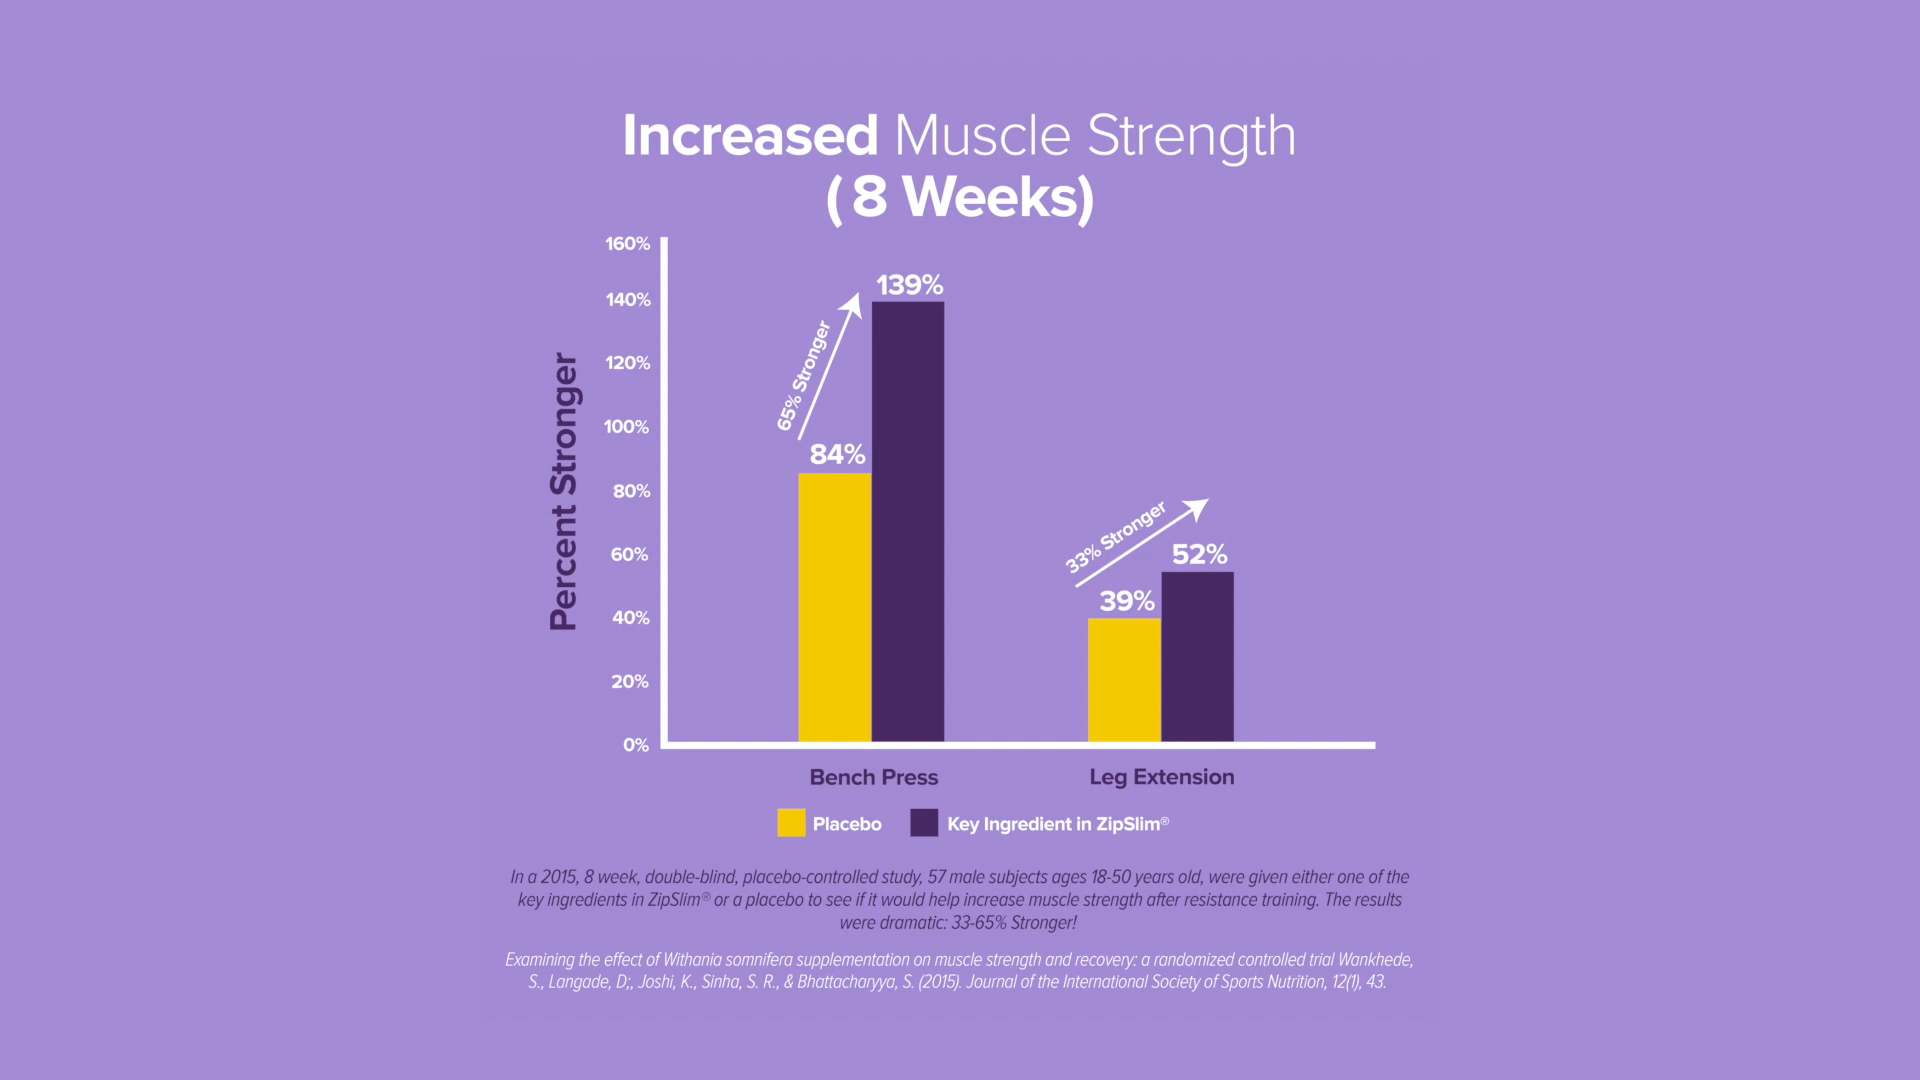 Increased Muscle Strength
(8 Weeks)
160%
140%
120%
100%
80%
60%
40%
20%
0%
Percent Stronger
65% Stronger
84%
139%
33% Stronger
39%
52%
Bench Press
Leg Extension
Placebo
Key Ingredient in ZipSlim®
In a 2015, 8 week, double-blind, placebo-controlled study, 57 male subjects ages 18-50 years old, were given either one of the
key ingredients in ZipSlim® or a placebo to see if it would help increase muscle strength after resistance training. The results
were dramatic: 33-65% Stronger!
Examining the effect of Withania somnifera supplementation on muscle strength and recovery: a randomized controlled trial Wankhede,
S., Langade, D;, Joshi, K., Sinha, S. R., & Bhattacharyya, S. (2015). Journal of the International Society of Sports Nutrition, 12(1), 43.